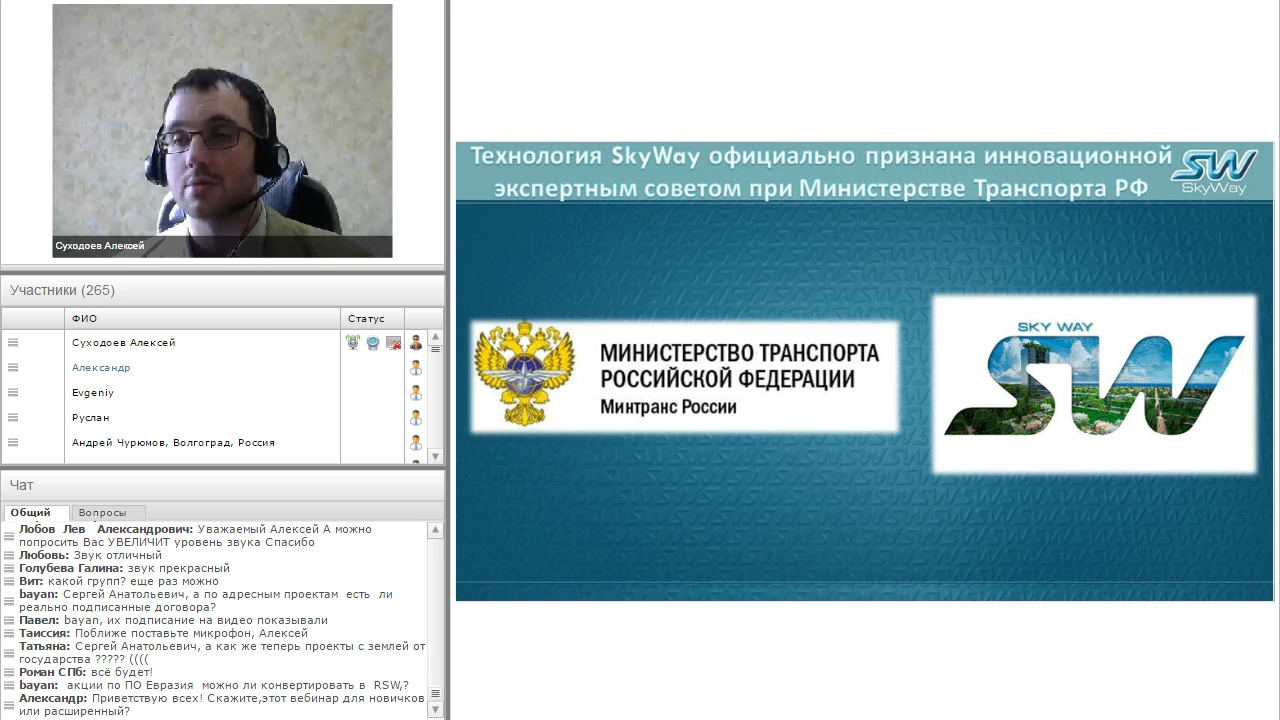 Суходоев Алексей
Участники (265)
ФИО
Статус
Суходоев Алексей
Александр
Evgeniy
Руслан
Андрей Чурюмов, Волгоград, Россия
Чат
Общий
Вопросы
Лобов Лев Александрович: Уважаемый Алексей А можно
попросить Вас УВЕЛИЧИТ уровень звука Спасибо
Любовь: Звук отличный
Голубева Галина: звук прекрасный
Вит: какой групп? еще раз можно
bayan: Сергей Анатольевич, а по адресным проектам есть ли
реально подписанные договора?
Павел: bayan, их подписание на видео показывали
Таиссия: Поближе поставьте микрофон, Алексей
Татьяна: Сергей Анатольевич, а как же теперь проекты с землей от
государства ????? ((((
Роман СПб: всё будет!
bayan: акции по ПО Евразия можно ли конвертировать в RSW,?
Александр: Приветствую всех! Скажите,этот вебинар для новичков
или расширенный?
Технология SkyWay официально признана инновационной
экспертным советом при Министерстве Транспорта РФ
SW
SkyWay
МИНИСТЕРСТВО ТРАНСПОРТА
РОССИЙСКОЙ ФЕДЕРАЦИИ
Минтранс России
SKY WAY
SW